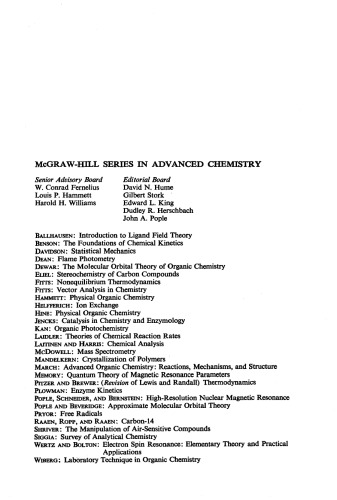 McGRAW-HILL SERIES IN ADVANCED CHEMISTRY
Senior Advisory Board
W. Conrad Fernelius
Louis P. Hammett
Harold H. Williams
Editorial Board
David N. Hume
Gilbert Stork
Edward L. King
Dudley R. Herschbach
John A. Pople
BALLHAUSEN: Introduction to Ligand Field Theory
BENSON: The Foundations of Chemical Kinetics
DAVIDSON: Statistical Mechanics
DEAN: Flame Photometry
DEWAR: The Molecular Orbital Theory of Organic Chemistry
ELIEL: Stereochemistry of Carbon Compounds
FITTS: Nonequilibrium Thermodynamics
FITTS: Vector Analysis in Chemistry
HAMMETT: Physical Organic Chemistry
HELFFERICH: Ion Exchange
HINE: Physical Organic Chemistry
JENCKS: Catalysis in Chemistry and Enzymology
KAN: Organic Photochemistry
LAIDLER: Theories of Chemical Reaction Rates
LAITINEN AND HARRIS: Chemical Analysis
McDOWELL: Mass Spectrometry
MANDELKERN: Crystallization of Polymers
MARCH: Advanced Organic Chemistry: Reactions, Mechanisms, and Structure
MEMORY: Quantum Theory of Magnetic Resonance Parameters
PITZER AND BREWER: (Revision of Lewis and Randall) Thermodynamics
PLOWMAN: Enzyme Kinetics
POPLE, SCHNEIDER, AND BERNSTEIN: High-Resolution Nuclear Magnetic Resonance
POPLE AND BEVERIDGE: Approximate Molecular Orbital Theory
PRYOR: Free Radicals
RAAEN, ROPP, AND RAAEN: Carbon-14
SHRIVER: The Manipulation of Air-Sensitive Compounds
SIGGIA: Survey of Analytical Chemistry
WERTZ AND BOLTON: Electron Spin Resonance: Elementary Theory and Practical
Applications
WIBERG: Laboratory Technique in Organic Chemistry